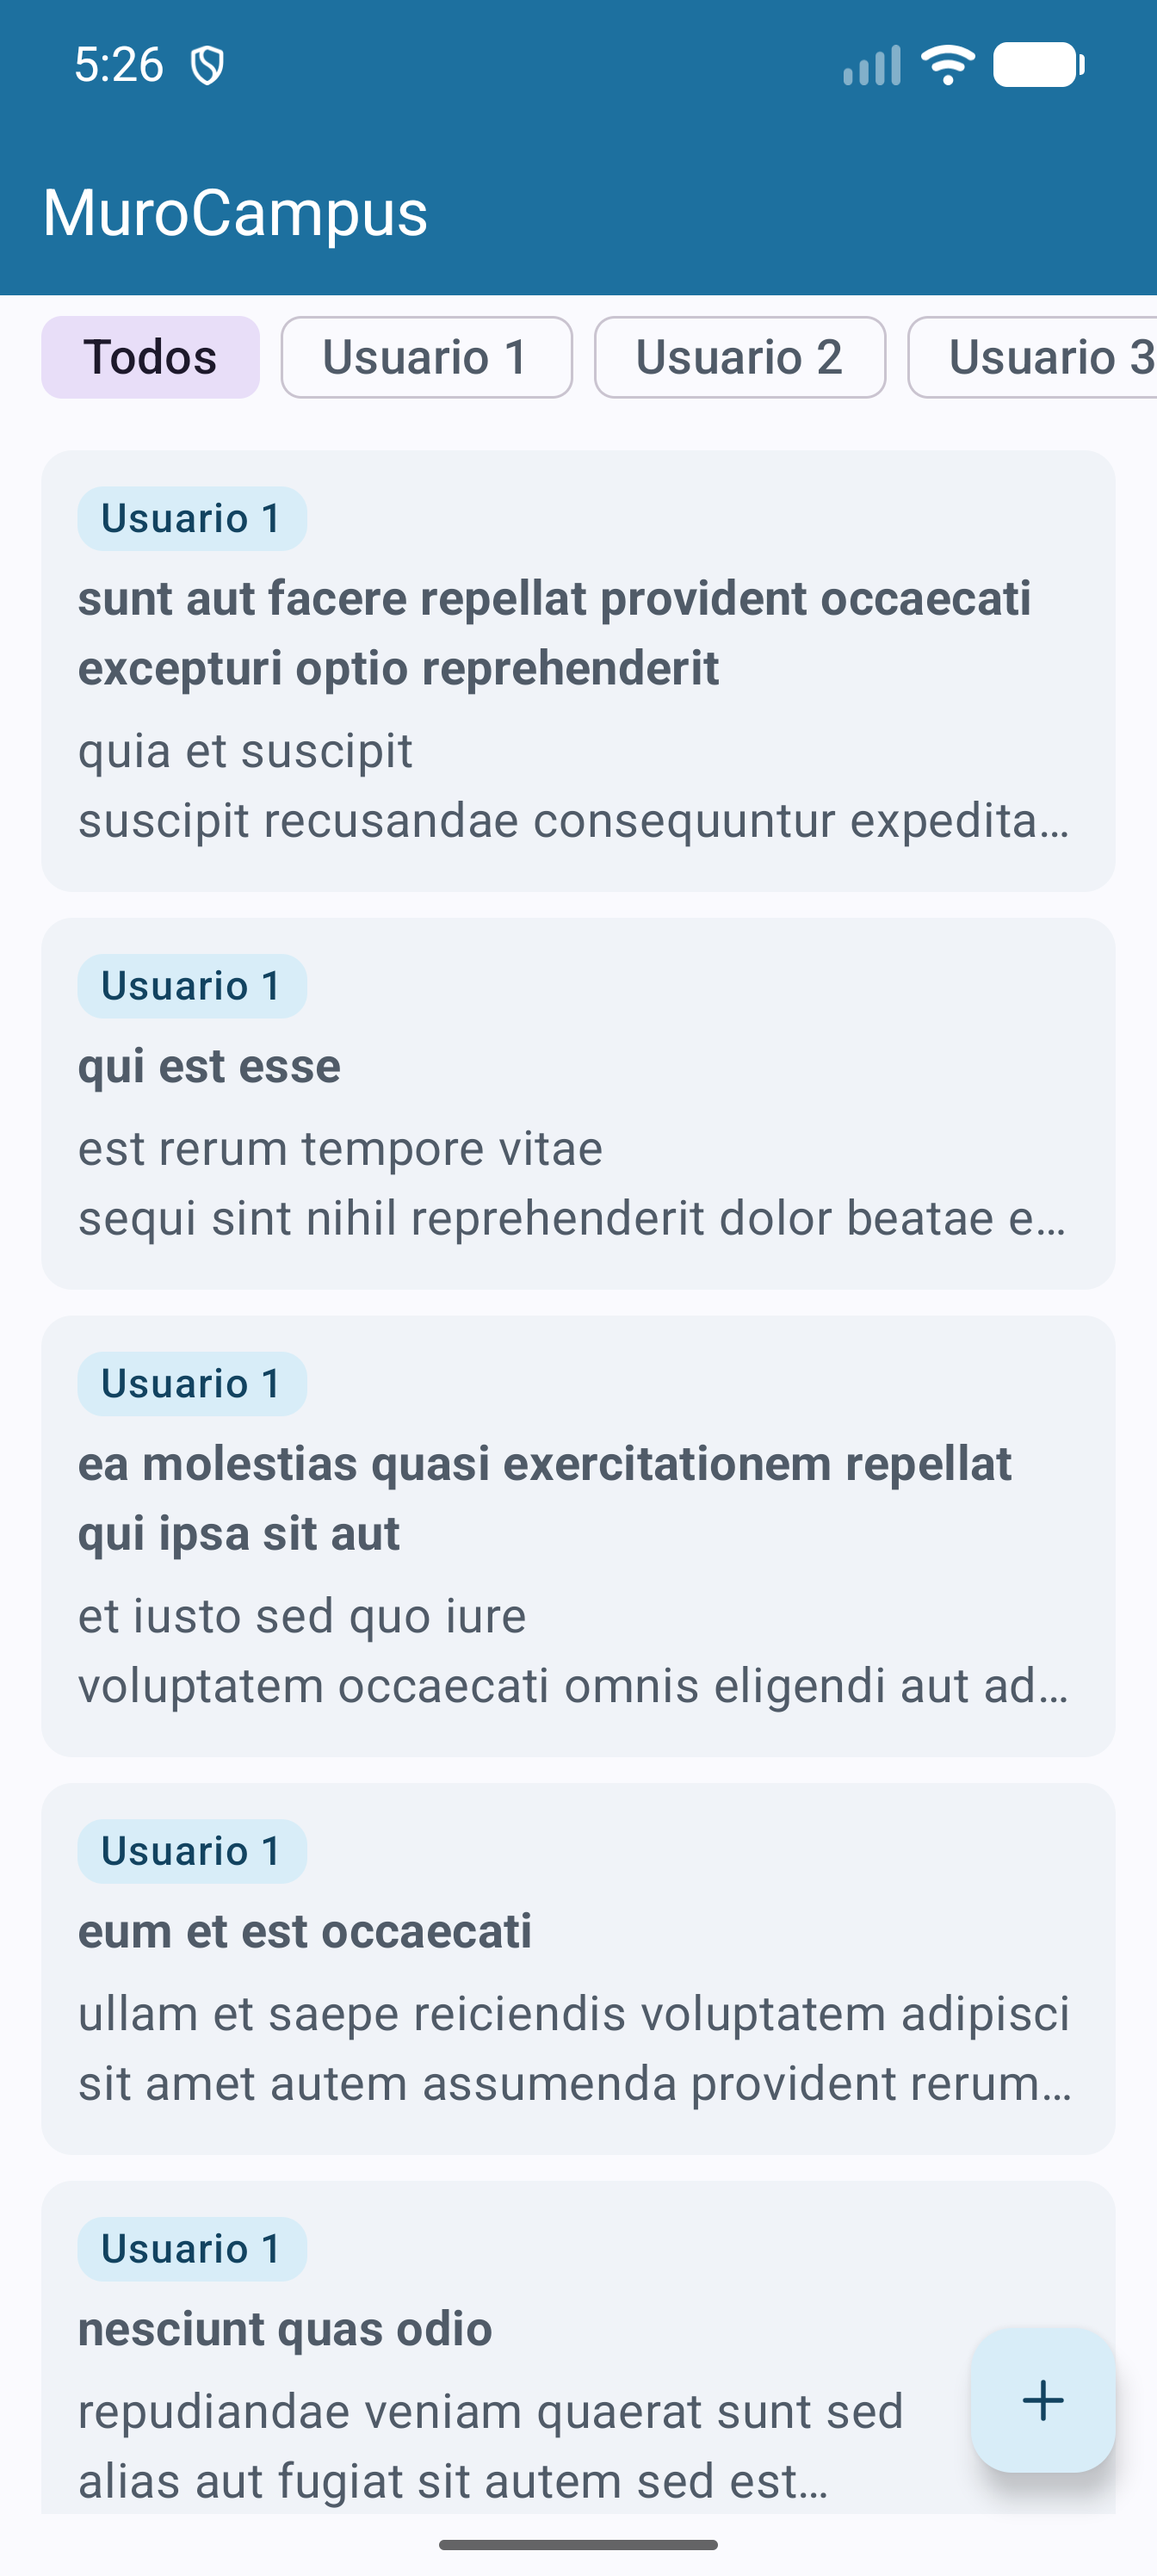 5:26
MuroCampus
Todos
Usuario 1
Usuario 2
Usuario 3
Usuario 1
sunt aut facere repellat provident occaecati
excepturi optio reprehenderit
quia et suscipit
suscipit recusandae consequuntur expedita…
Usuario 1
qui est esse
est rerum tempore vitae
sequi sint nihil reprehenderit dolor beatae e…
Usuario 1
ea molestias quasi exercitationem repellat
qui ipsa sit aut
et iusto sed quo iure
voluptatem occaecati omnis eligendi aut ad…
Usuario 1
eum et est occaecati
ullam et saepe reiciendis voluptatem adipisci
sit amet autem assumenda provident rerum…
Usuario 1
nesciunt quas odio
repudiandae veniam quaerat sunt sed
alias aut fugiat sit autem sed est…